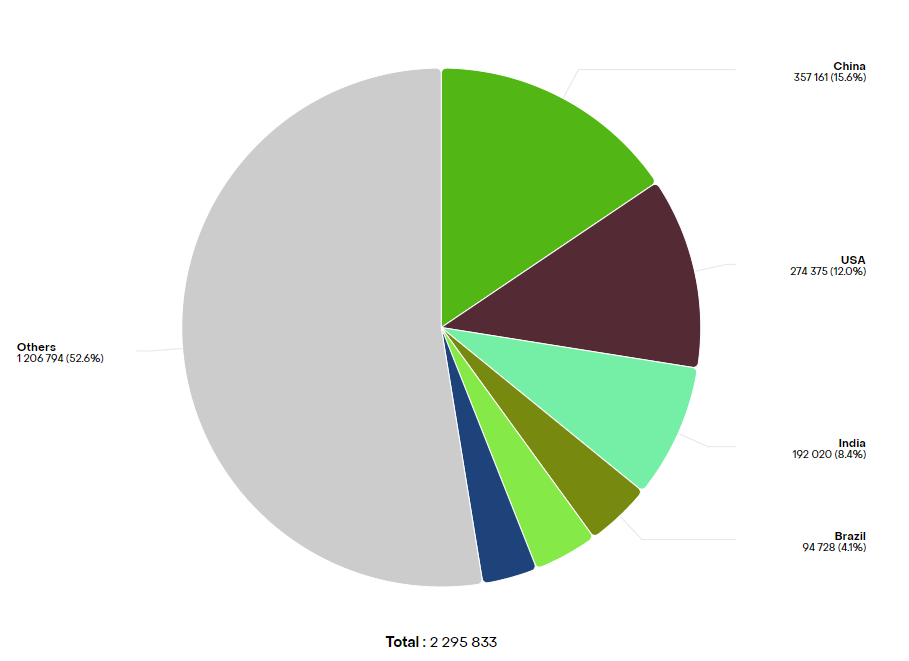 China
357 161 (15.6%)
USA
274 375 (12.0%)
Others
1 206 794 (52.6%)
India
192 020 (8.4%)
Brazil
94 728 (4.1%)
Total : 2 295 833